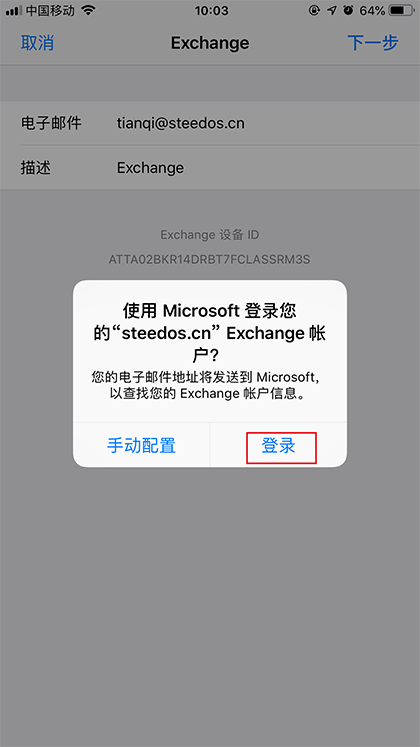 中国移动 10:03 64%
取消 Exchange 下一步
电子邮件 tianqi@steedos.cn
描述 Exchange
Exchange 设备 ID
ATTA02BKR14DRBT7FCLASSRM3S
使用 Microsoft 登录您
的“steedos.cn” Exchange 帐
户?
您的电子邮件地址将发送到 Microsoft,
以查找您的 Exchange 帐户信息。
手动配置 登录